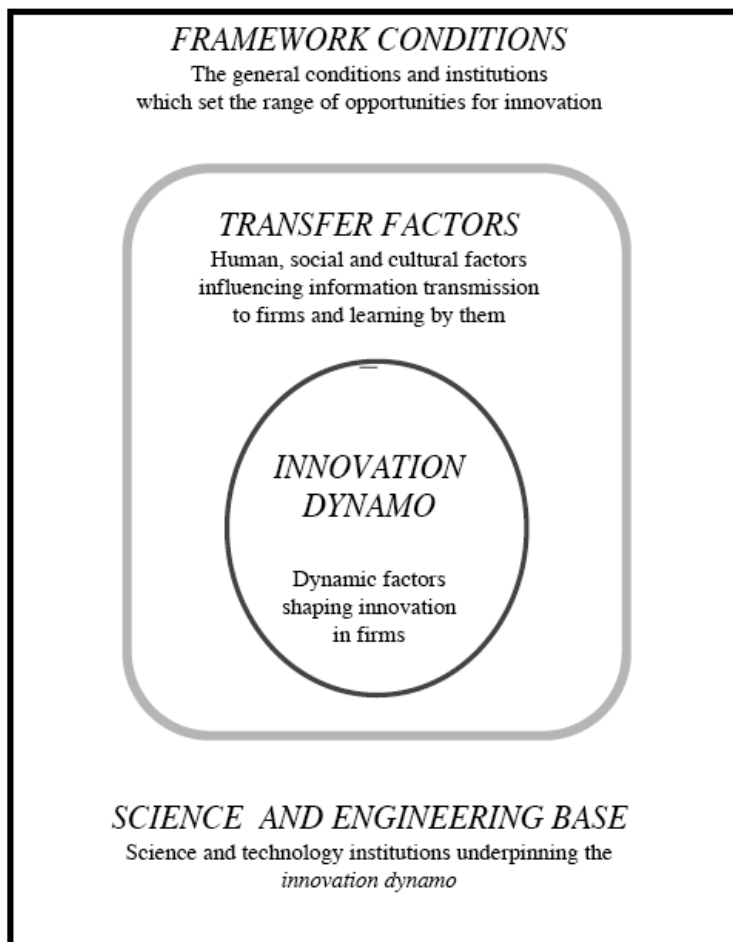 FRAMEWORK CONDITIONS
The general conditions and institutions
which set the range of opportunities for innovation
TRANSFER FACTORS
Human, social and cultural factors
influencing information transmission
to firms and learning by them
INNOVATION
DYNAMO
Dynamic factors
shaping innovation
in firms
SCIENCE AND ENGINEERING BASE
Science and technology institutions underpinning the
innovation dynamo